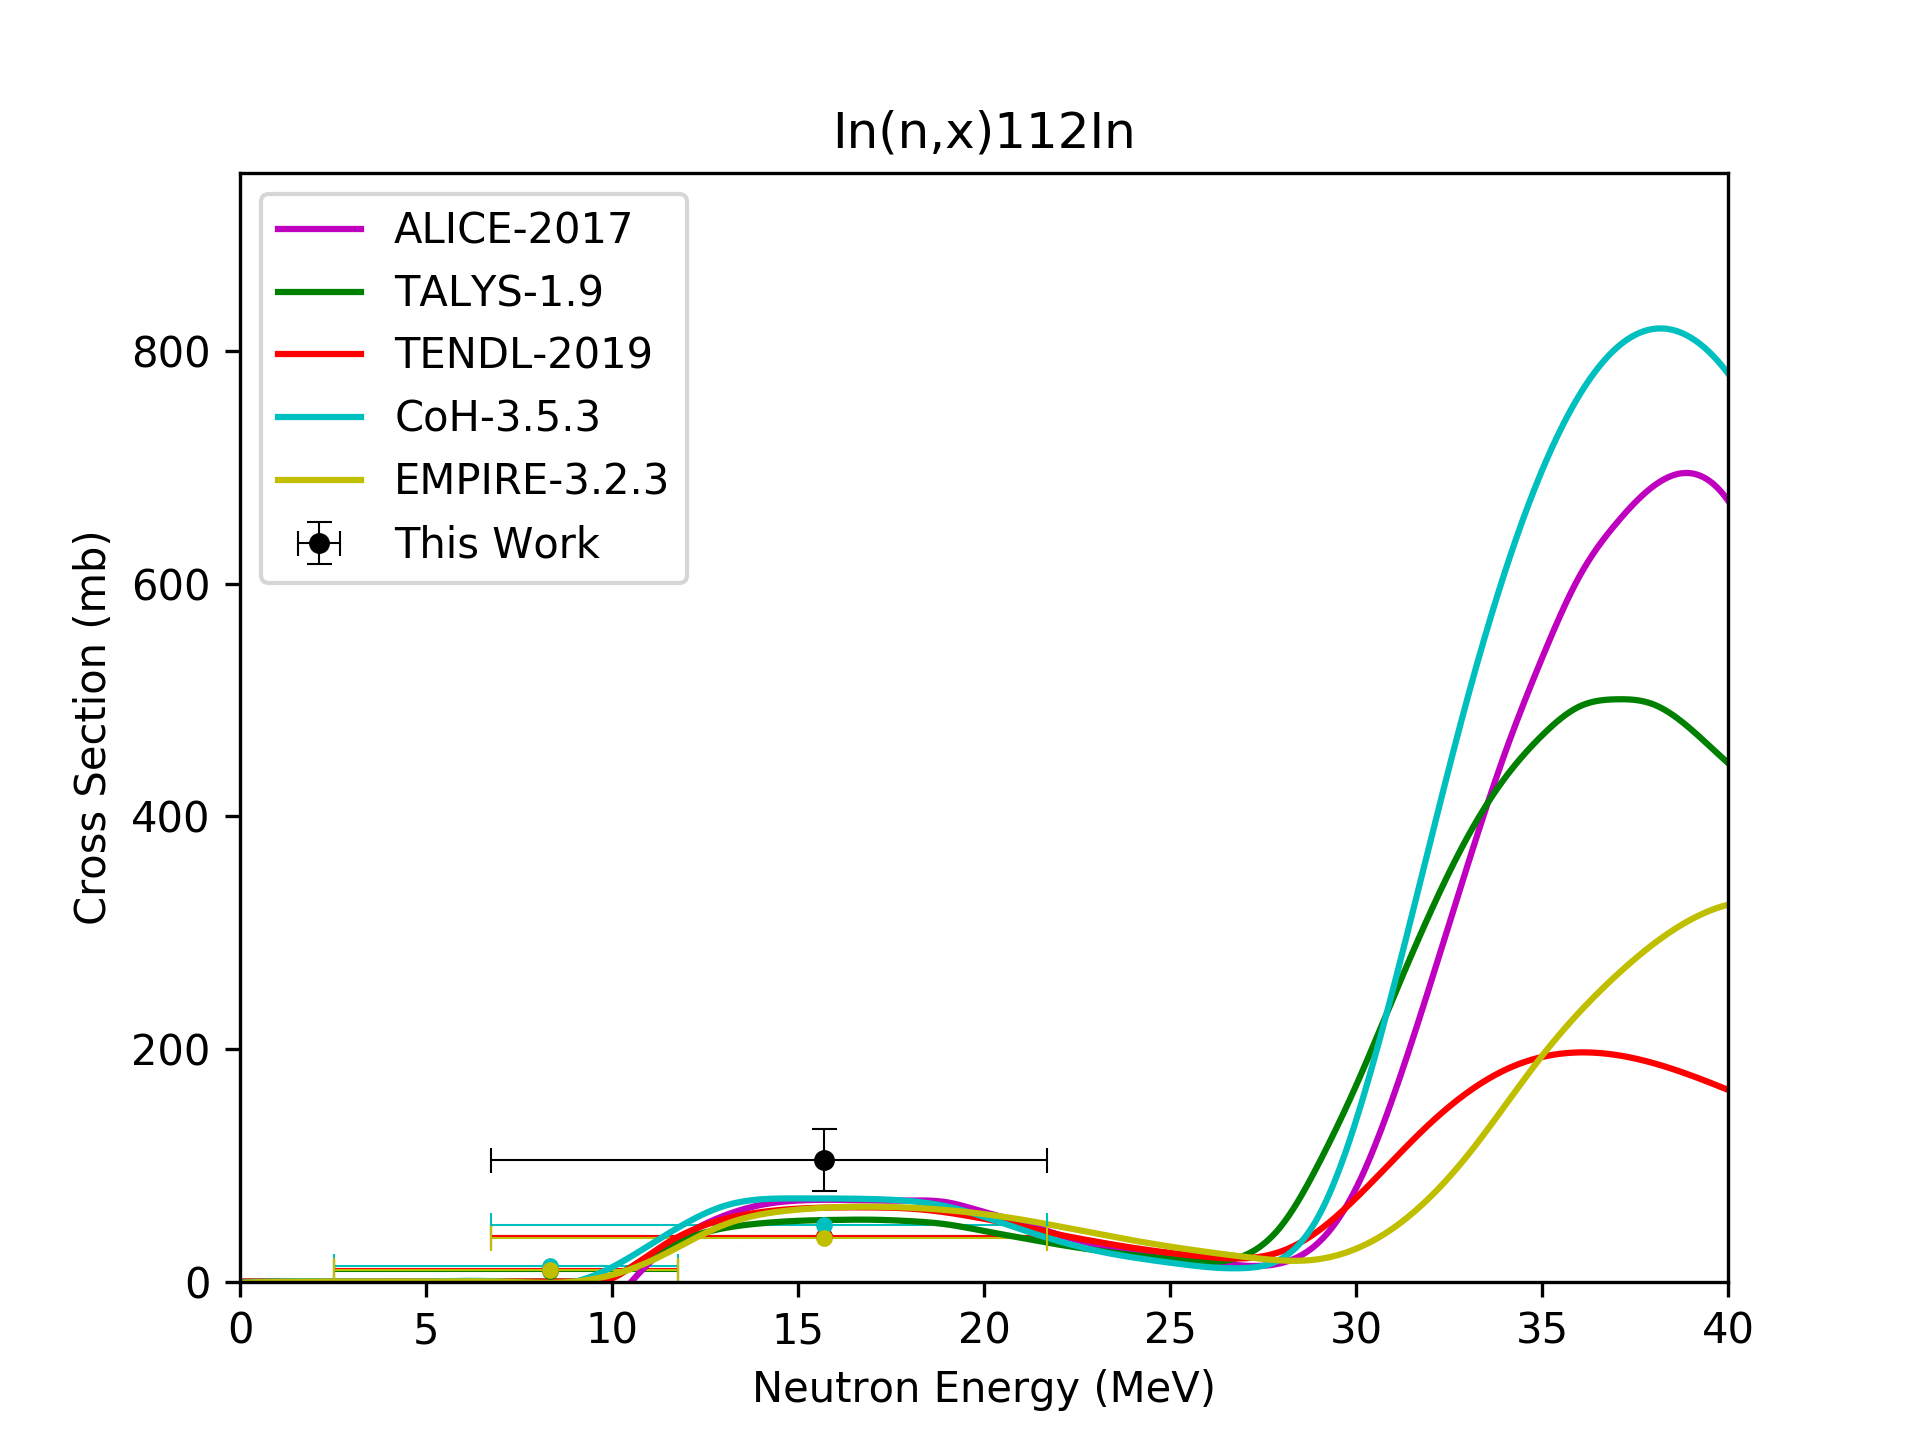 In(n,x)112In
ALICE-2017
TALYS-1.9
TENDL-2019
CoH-3.5.3
EMPIRE-3.2.3
This Work
Cross Section (mb)
800
600
400
200
0
0 5 10 15 20 25 30 35 40
Neutron Energy (MeV)